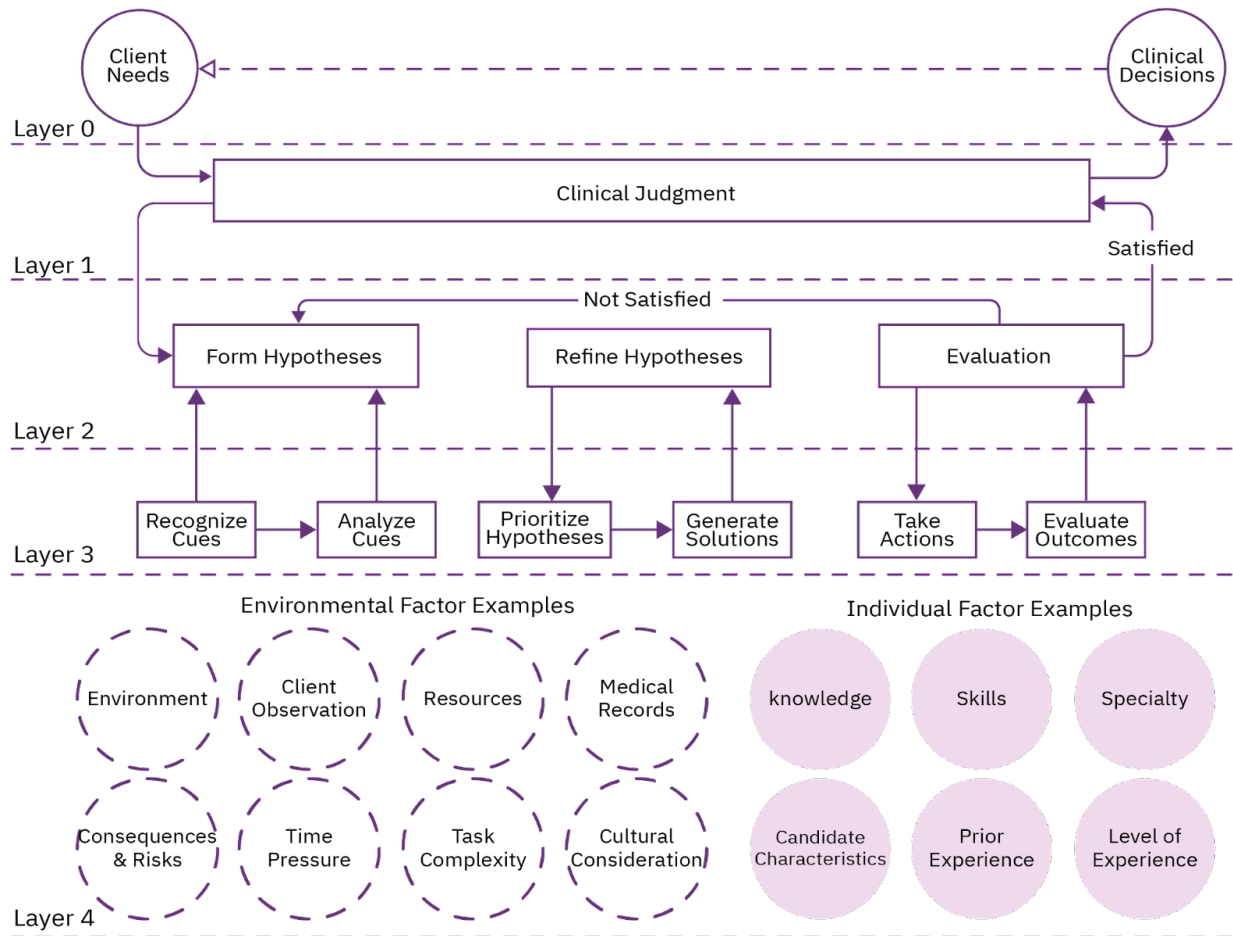 Client
Needs
Clinical
Decisions
Layer 0
Clinical Judgment
Satisfied
Layer 1
Not Satisfied
Form Hypotheses
Refine Hypotheses
Evaluation
Layer 2
Recognize
Cues
Analyze
Cues
Prioritize
Hypotheses
Generate
Solutions
Take
Actions
Evaluate
Outcomes
Layer 3
Environmental Factor Examples
Individual Factor Examples
Environment
Client
Observation
Resources
Medical
Records
knowledge
Skills
Specialty
Consequences
& Risks
Time
Pressure
Task
Complexity
Cultural
Consideration
Candidate
Characteristics
Prior
Experience
Level of
Experience
Layer 4